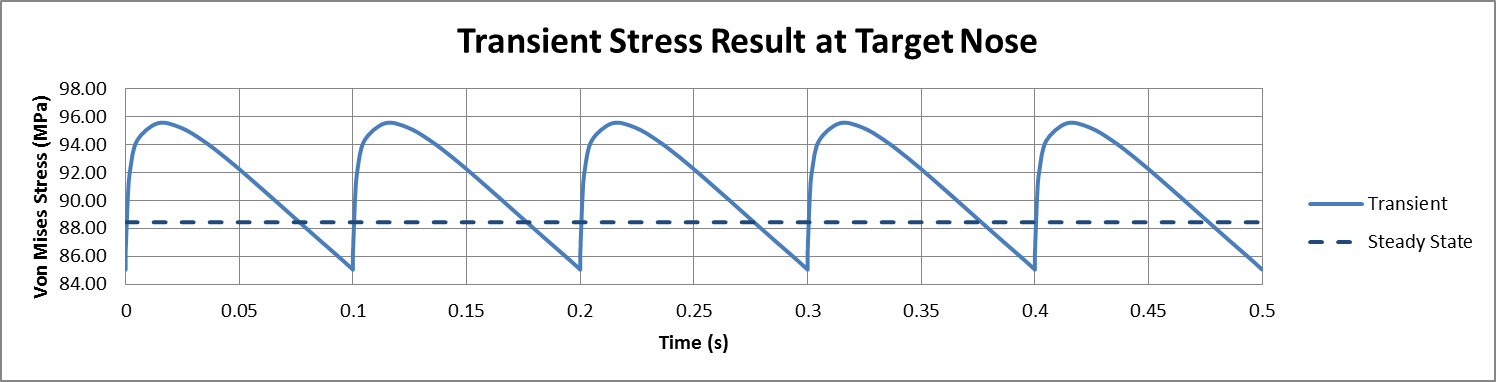 Transient Stress Result at Target Nose
Von Mises Stress (MPa)
98.00
96.00
94.00
92.00
90.00
88.00
86.00
84.00
0 0.05 0.1 0.15 0.2 0.25 0.3 0.35 0.4 0.45 0.5
Time (s)
Transient
Steady State